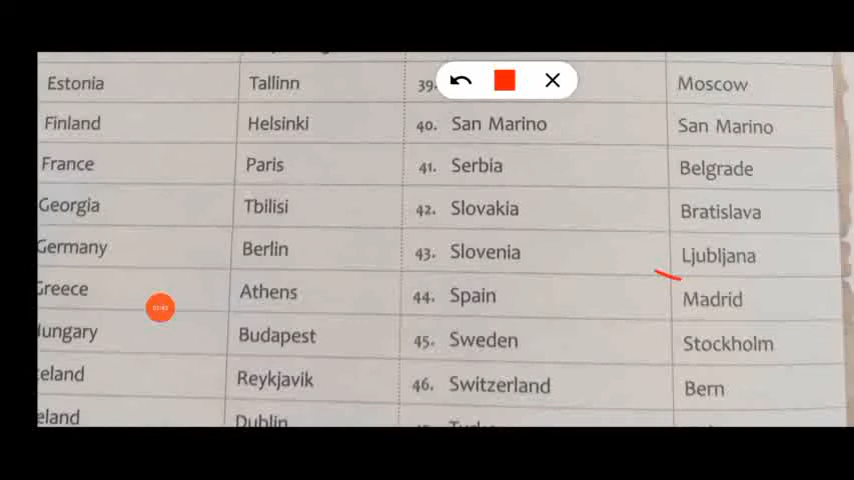 Estonia Tallinn 39. Moscow
Finland Helsinki 40. San Marino San Marino
France Paris 41. Serbia Belgrade
Georgia Tbilisi 42. Slovakia Bratislava
Germany Berlin 43. Slovenia Ljubljana
Greece Athens 44. Spain Madrid
ungary Budapest 45. Sweden Stockholm
eland Reykjavik 46. Switzerland Bern
eland Dublin